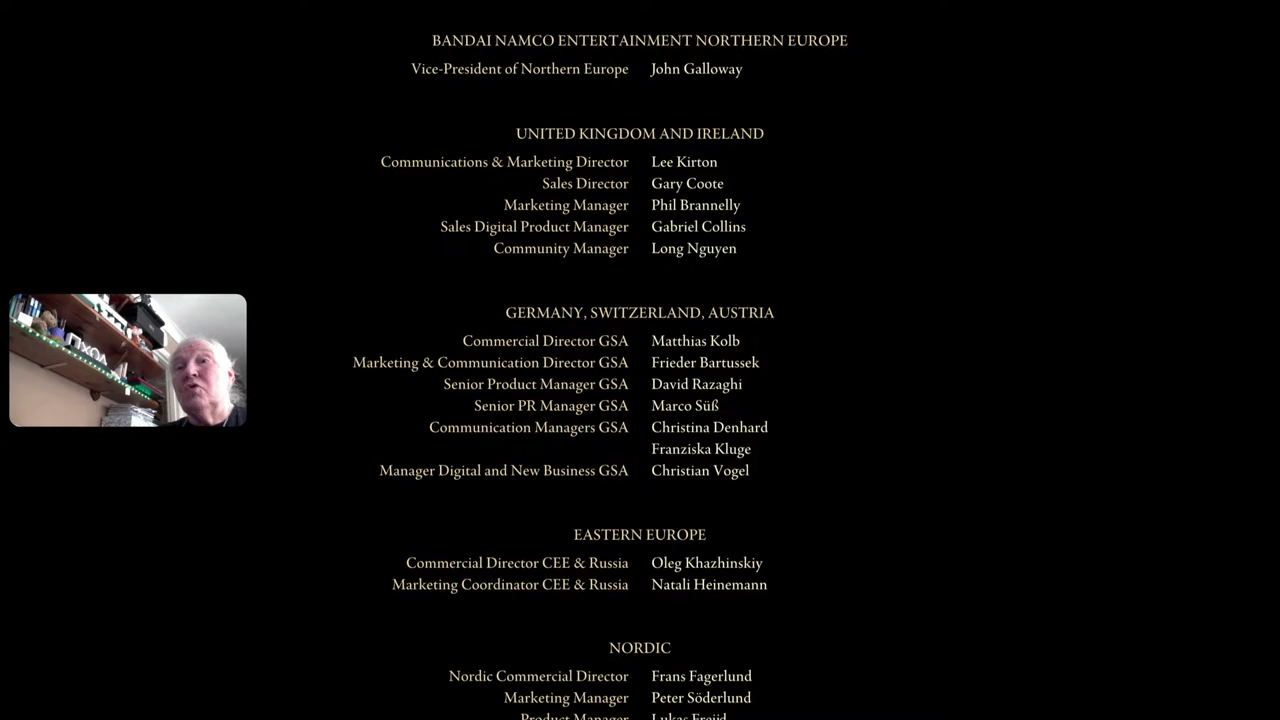 BANDAI NAMCO ENTERTAINMENT NORTHERN EUROPE
Vice-President of Northern Europe John Galloway
UNITED KINGDOM AND IRELAND
Communications & Marketing Director Lee Kirton
Sales Director Gary Coote
Marketing Manager Phil Brannelly
Sales Digital Product Manager Gabriel Collins
Community Manager Long Nguyen
GERMANY, SWITZERLAND, AUSTRIA
Commercial Director GSA Matthias Kolb
Marketing & Communication Director GSA Frieder Bartussek
Senior Product Manager GSA David Razaghi
Senior PR Manager GSA Marco Süß
Communication Managers GSA Christina Denhard
Franziska Kluge
Manager Digital and New Business GSA Christian Vogel
EASTERN EUROPE
Commercial Director CEE & Russia Oleg Khazhinskiy
Marketing Coordinator CEE & Russia Natali Heinemann
NORDIC
Nordic Commercial Director Frans Fagerlund
Marketing Manager Peter Söderlund
Product Manager Lukas